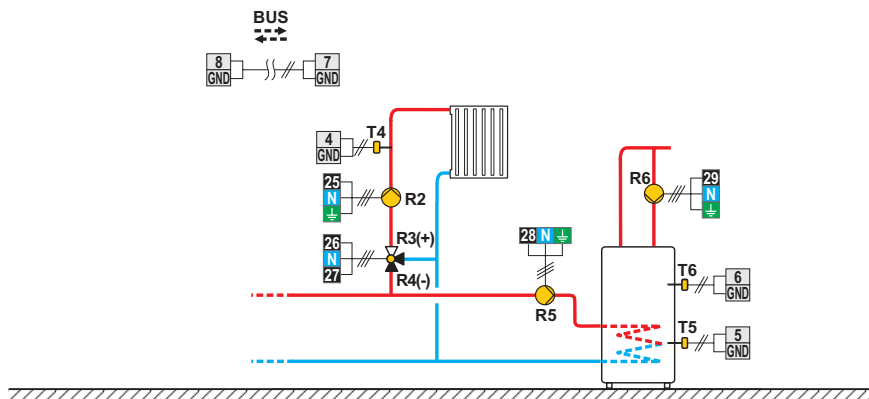 BUS
8
GND
7
GND
4
GND
T4
25
N
R2
R6
29
N
26
N
27
R3(+)
R4(-)
28 N
R5
T6
6
GND
T5
5
GND